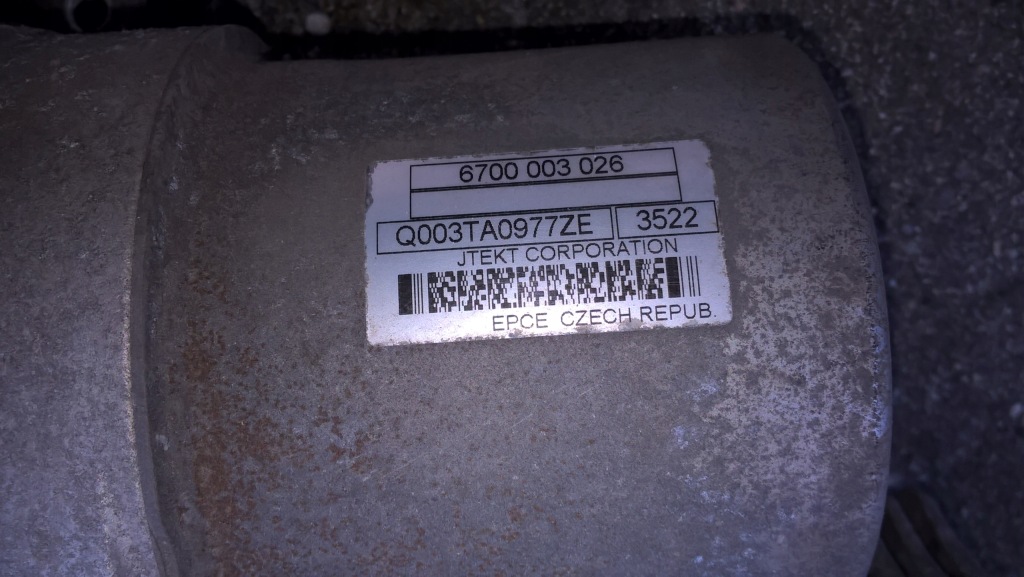 6700 003 026
Q003TA0977ZE 3522
JTEKT CORPORATION
EPCE CZECH REPUB.